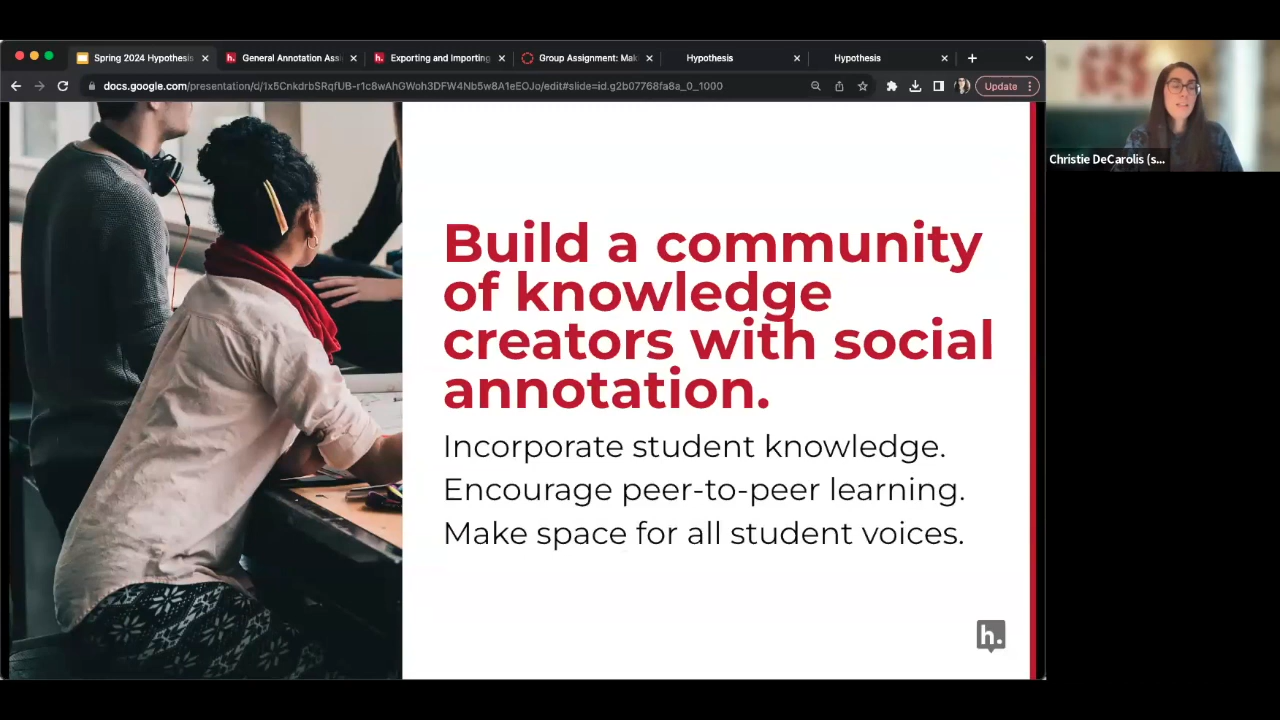 Spring 2024 Hypothesis
General Annotation Ass
Exporting and Importing
Group Assignment: Mak
Hypothesis
Hypothesis
docs.google.com/presentation/d/1x5CnkdrbSRqfUB-r1c8wAhGWoh3DFW4Nb5w8A1eEOJo/edit#slide=id.g2b07768fa8a_0_1000
Update
Christie DeCarolis (s...
Build a community
of knowledge
creators with social
annotation.
Incorporate student knowledge.
Encourage peer-to-peer learning.
Make space for all student voices.
h.